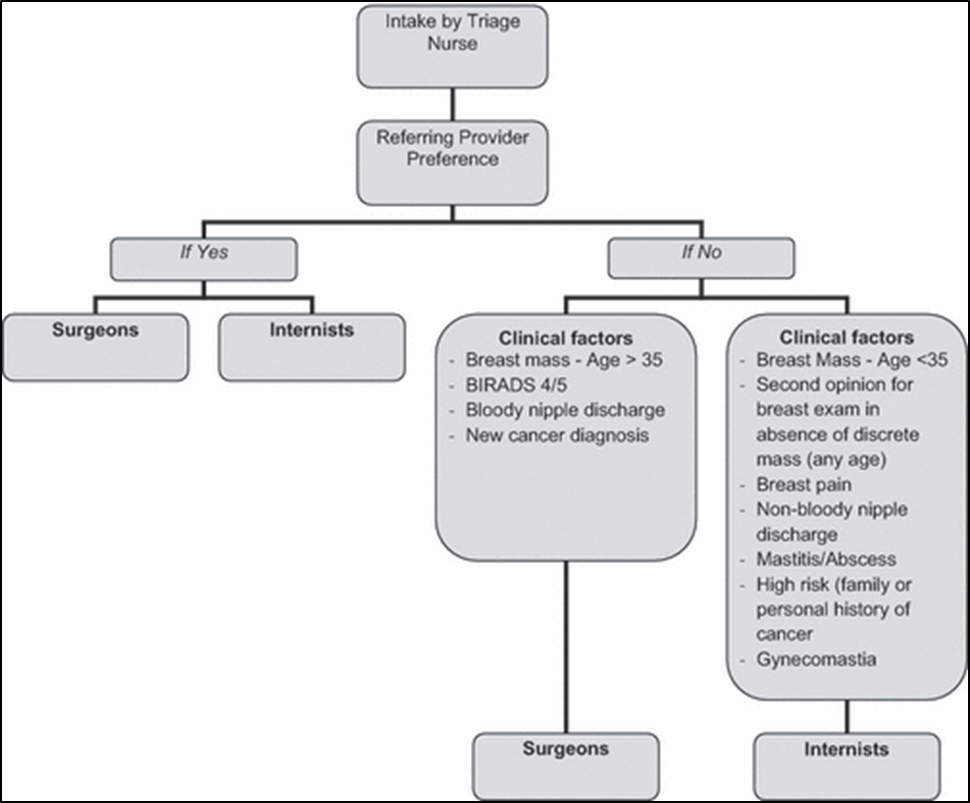 Intake by Triage
Nurse
Referring Provider
Preference
If Yes
If No
Surgeons
Internists
Clinical factors
- Breast mass - Age > 35
- BIRADS 4/5
- Bloody nipple discharge
- New cancer diagnosis
Clinical factors
- Breast Mass - Age <35
- Second opinion for
breast exam in
absence of discrete
mass (any age)
- Breast pain
- Non-bloody nipple
discharge
- Mastitis/Abscess
- High risk (family or
personal history of
cancer
- Gynecomastia
Surgeons
Internists